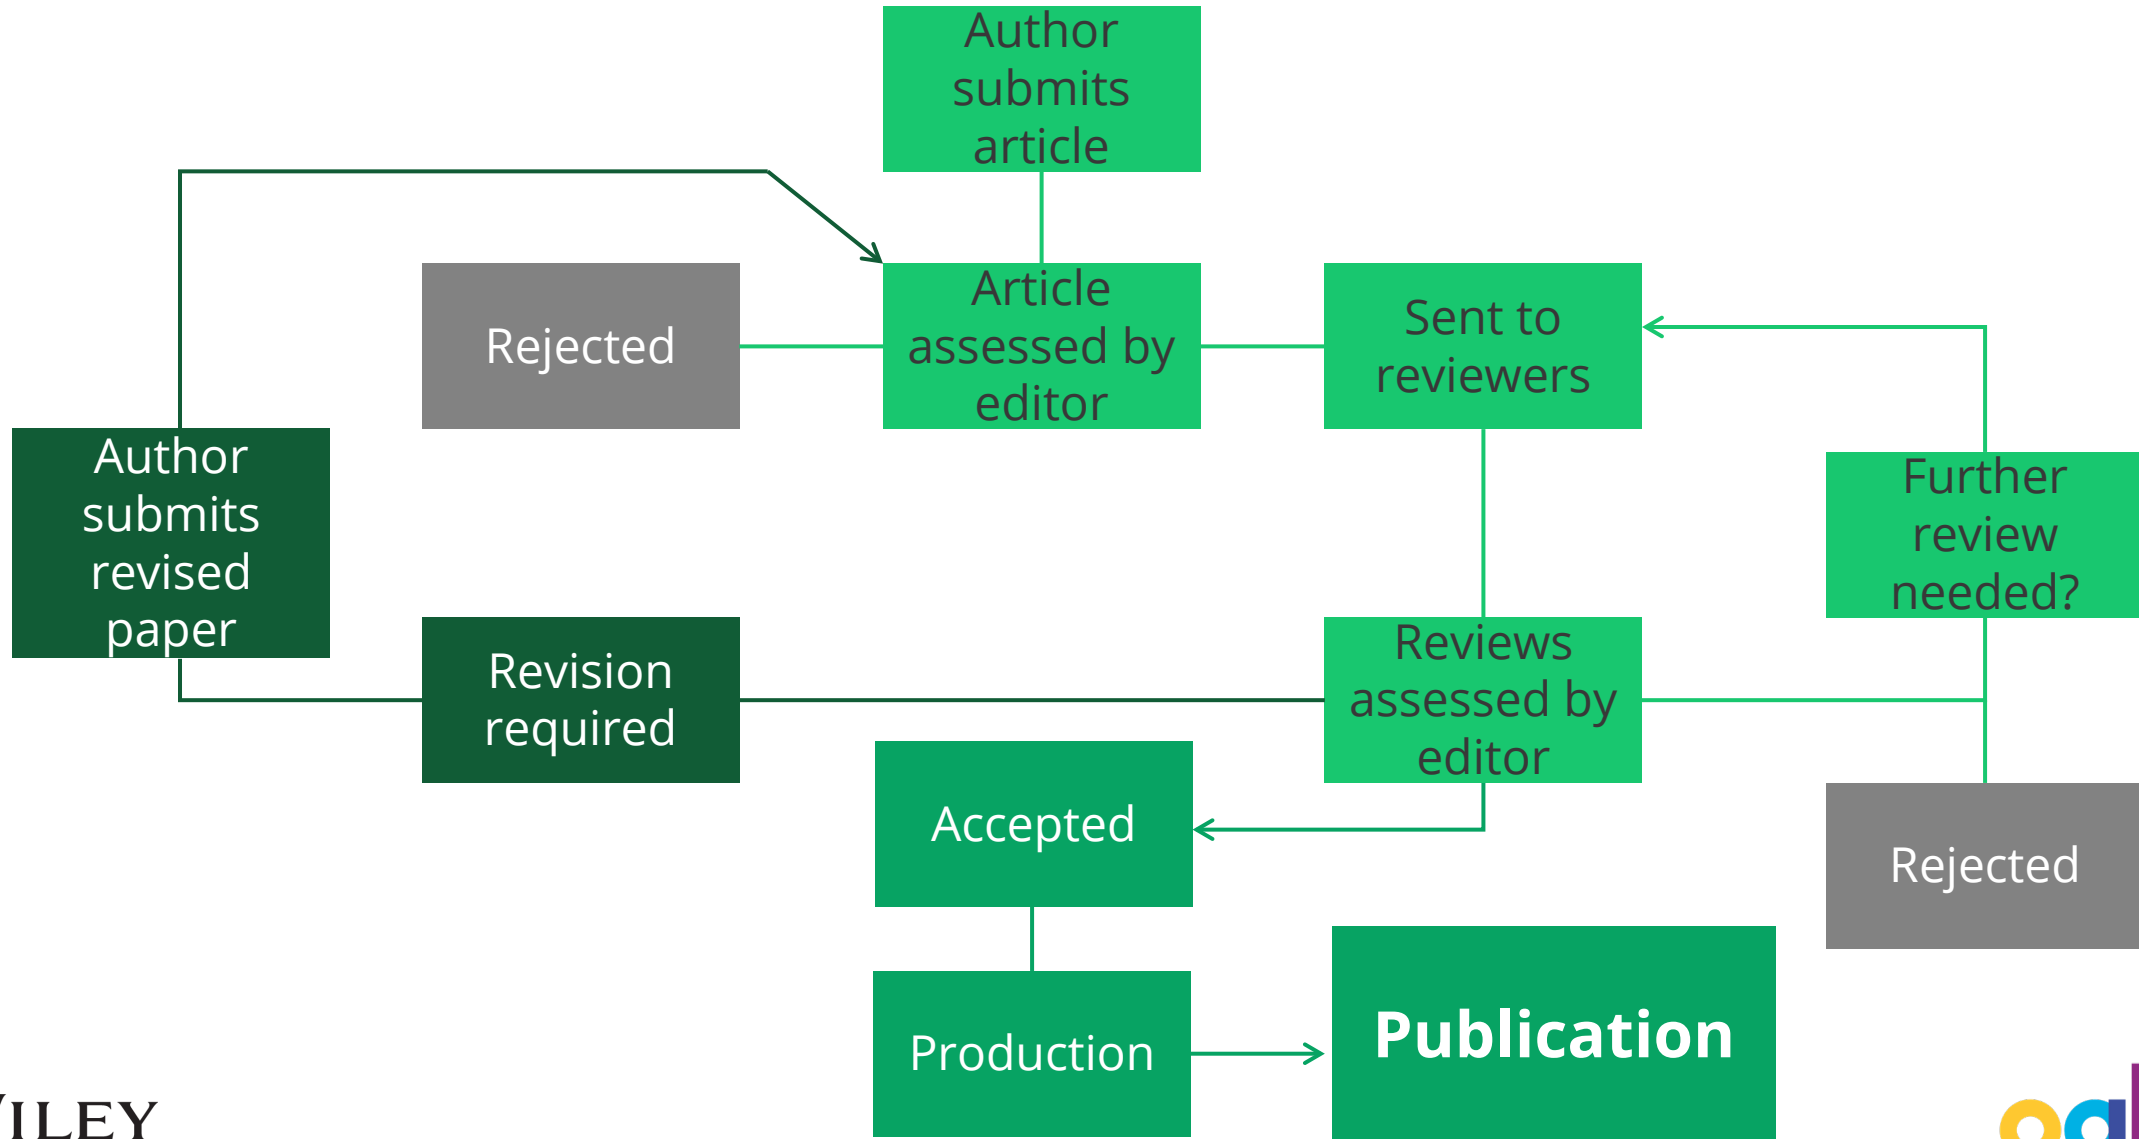 Author
submits
article
Rejected
Article
assessed by
editor
Sent to
reviewers
Author
submits
revised
paper
Further
review
needed?
Revision
required
Reviews
assessed by
editor
Accepted
Rejected
Production
Publication
WILEY